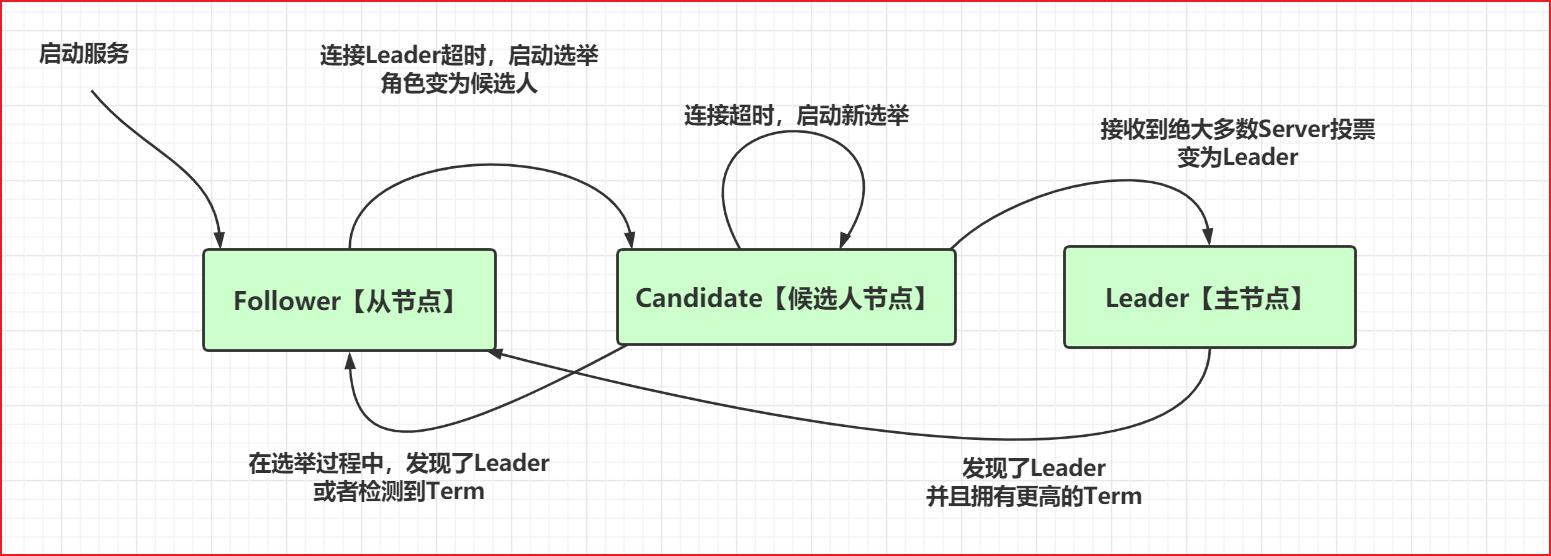 启动服务
连接Leader超时，启动选举
角色变为候选人
连接超时，启动新选举
接收到绝大多数Server投票
变为Leader
Follower【从节点】
Candidate【候选人节点】
Leader【主节点】
在选举过程中，发现了Leader
或者检测到Term
发现了Leader
并且拥有更高的Term